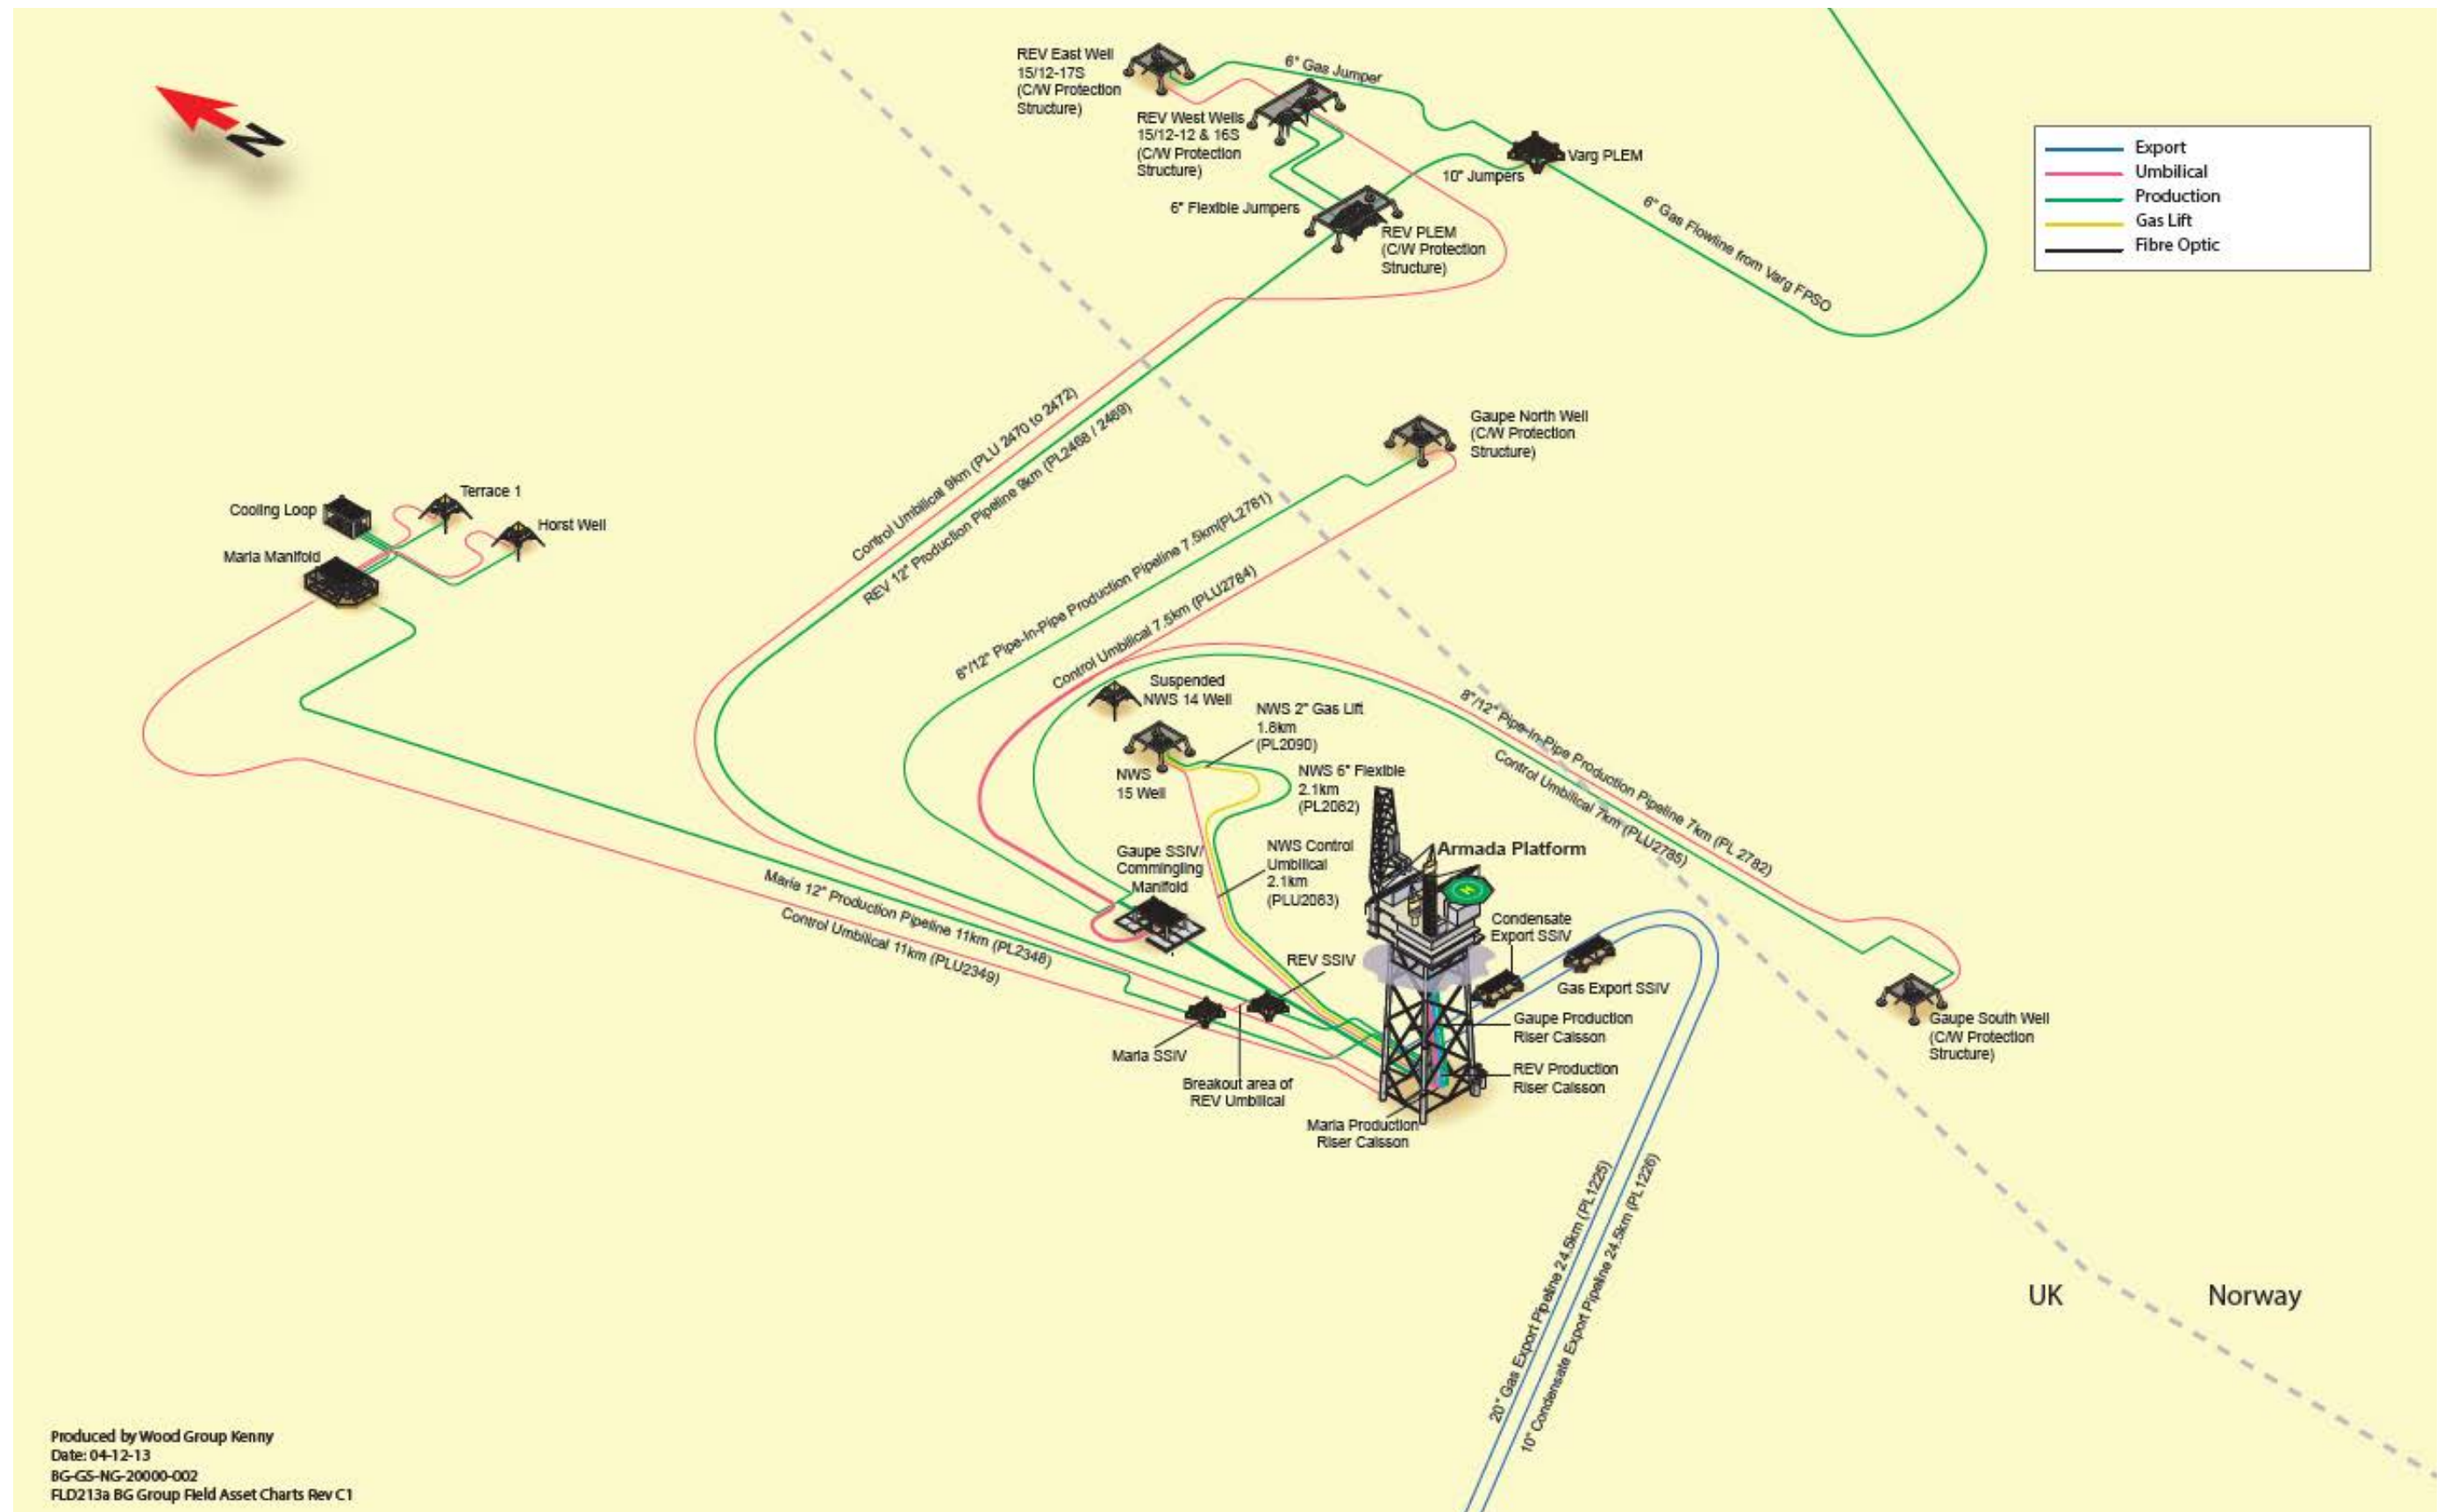 REV East Well
15/12-17S
(C/W Protection
Structure)
6" Gas Jumper
REV West Wells
15/12-12 & 16S
(C/W Protection
Structure)
Varg PLEM
10" Jumpers
6" Flexible Jumpers
REV PLEM
(C/W Protection
Structure)
6" Gas Flowline from Varg FPSO
N
Export
Umbilical
Production
Gas Lift
Fibre Optic
Control Umbilical 9km (PLU 2470 to 2472)
REV 12" Production Pipeline 9km (PL2468 / 2469)
Gaupe North Well
(C/W Protection
Structure)
Terrace 1
Cooling Loop
Horst Well
Maria Manifold
8"/12" Pipe-In-Pipe Production Pipeline 7.5km(PL2761)
Control Umbilical 7.5km (PLU2784)
Suspended
NWS 14 Well
NWS 2" Gas Lift
1.8km
(PL2090)
NWS
15 Well
NWS 6" Flexible
2.1km
(PL2082)
8"/12" Pipe-In-Pipe Production Pipeline 7km (PL 2782)
Control Umbilical 7km (PLU2785)
Gaupe SSIV/
Commingling
Manifold
NWS Control
Umbilical
2.1km
(PLU2083)
Armada Platform
H
Condensate
Export SSIV
Maria 12" Production Pipeline 11km (PL2348)
Control Umbilical 11km (PLU2349)
REV SSIV
Gas Export SSIV
Gaupe Production
Riser Caisson
Gaupe South Well
(C/W Protection
Structure)
Maria SSIV
REV Production
Riser Caisson
Breakout area of
REV Umbilical
Maria Production
Riser Caisson
20" Gas Export Pipeline 24.5km (PL1225)
10" Condensate Export Pipeline 24.5km (PL1226)
UK
Norway
Produced by Wood Group Kenny
Date: 04-12-13
BG-GS-NG-20000-002
FLD213a BG Group Field Asset Charts Rev C1